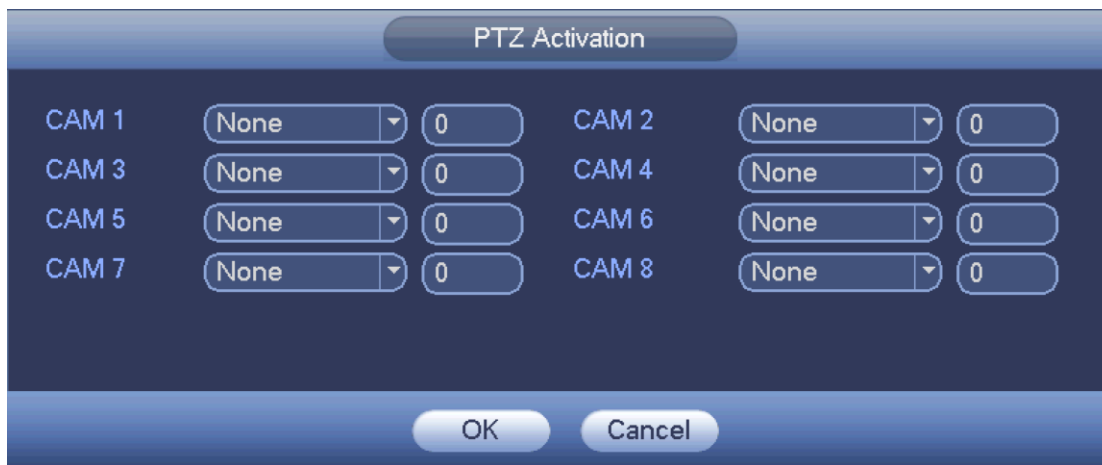 PTZ Activation
CAM 1 None 0 CAM 2 None 0
CAM 3 None 0 CAM 4 None 0
CAM 5 None 0 CAM 6 None 0
CAM 7 None 0 CAM 8 None 0
OK Cancel